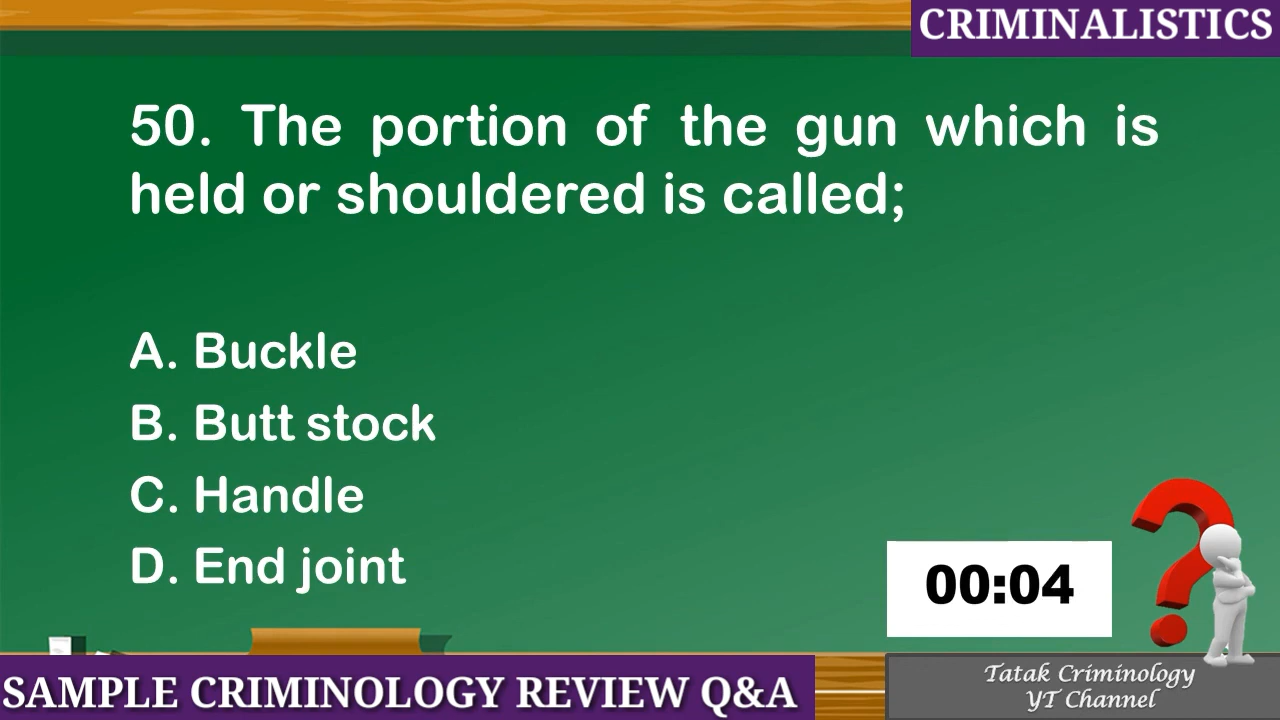 CRIMINALISTICS
50. The portion of the gun which is
held or shouldered is called;
A. Buckle
B. Butt stock
C. Handle
D. End joint
00:04
SAMPLE CRIMINOLOGY REVIEW Q&A
Tatak Criminology
YT Channel